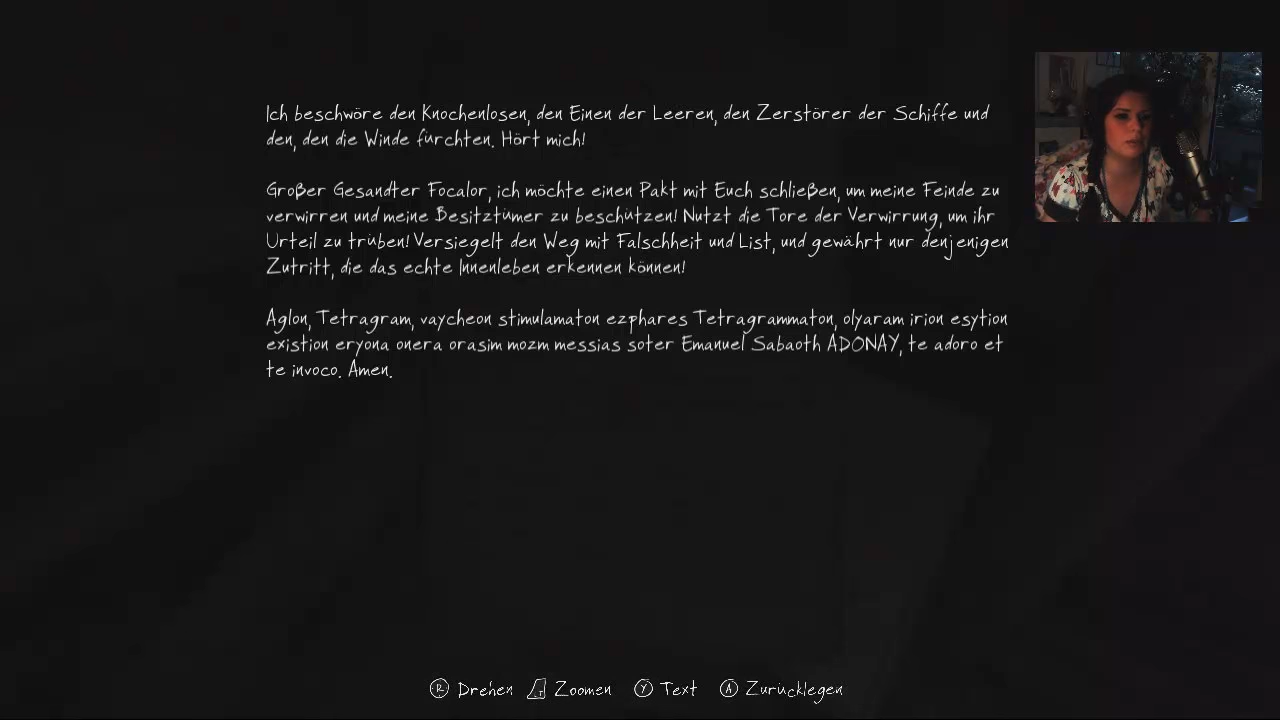 Ich beschwöre den Knochenlosen, den Einen der Leeren, den Zerstörer der Schiffe und
den, den die Winde fürchten. Hört mich!
Großer Gesandter Focalor, ich möchte einen Pakt mit Euch schließen, um meine Feinde zu
verwirren und meine Besitztümer zu beschützen! Nutzt die Tore der Verwirrung, um ihr
Urteil zu trüben! Versiegelt den Weg mit Falschheit und List, und gewährt nur denjenigen
Zutritt, die das echte Innenleben erkennen können!
Aglon, Tetragram, vaycheon stimulamaton ezphares Tetragrammaton, olyaram irion esytion
existion eryona onera orasim mozm messias soter Emanuel Sabaoth ADONAY, te adoro et
te invoco. Amen.
R Drehen Zoomen Y Text A Zurücklegen